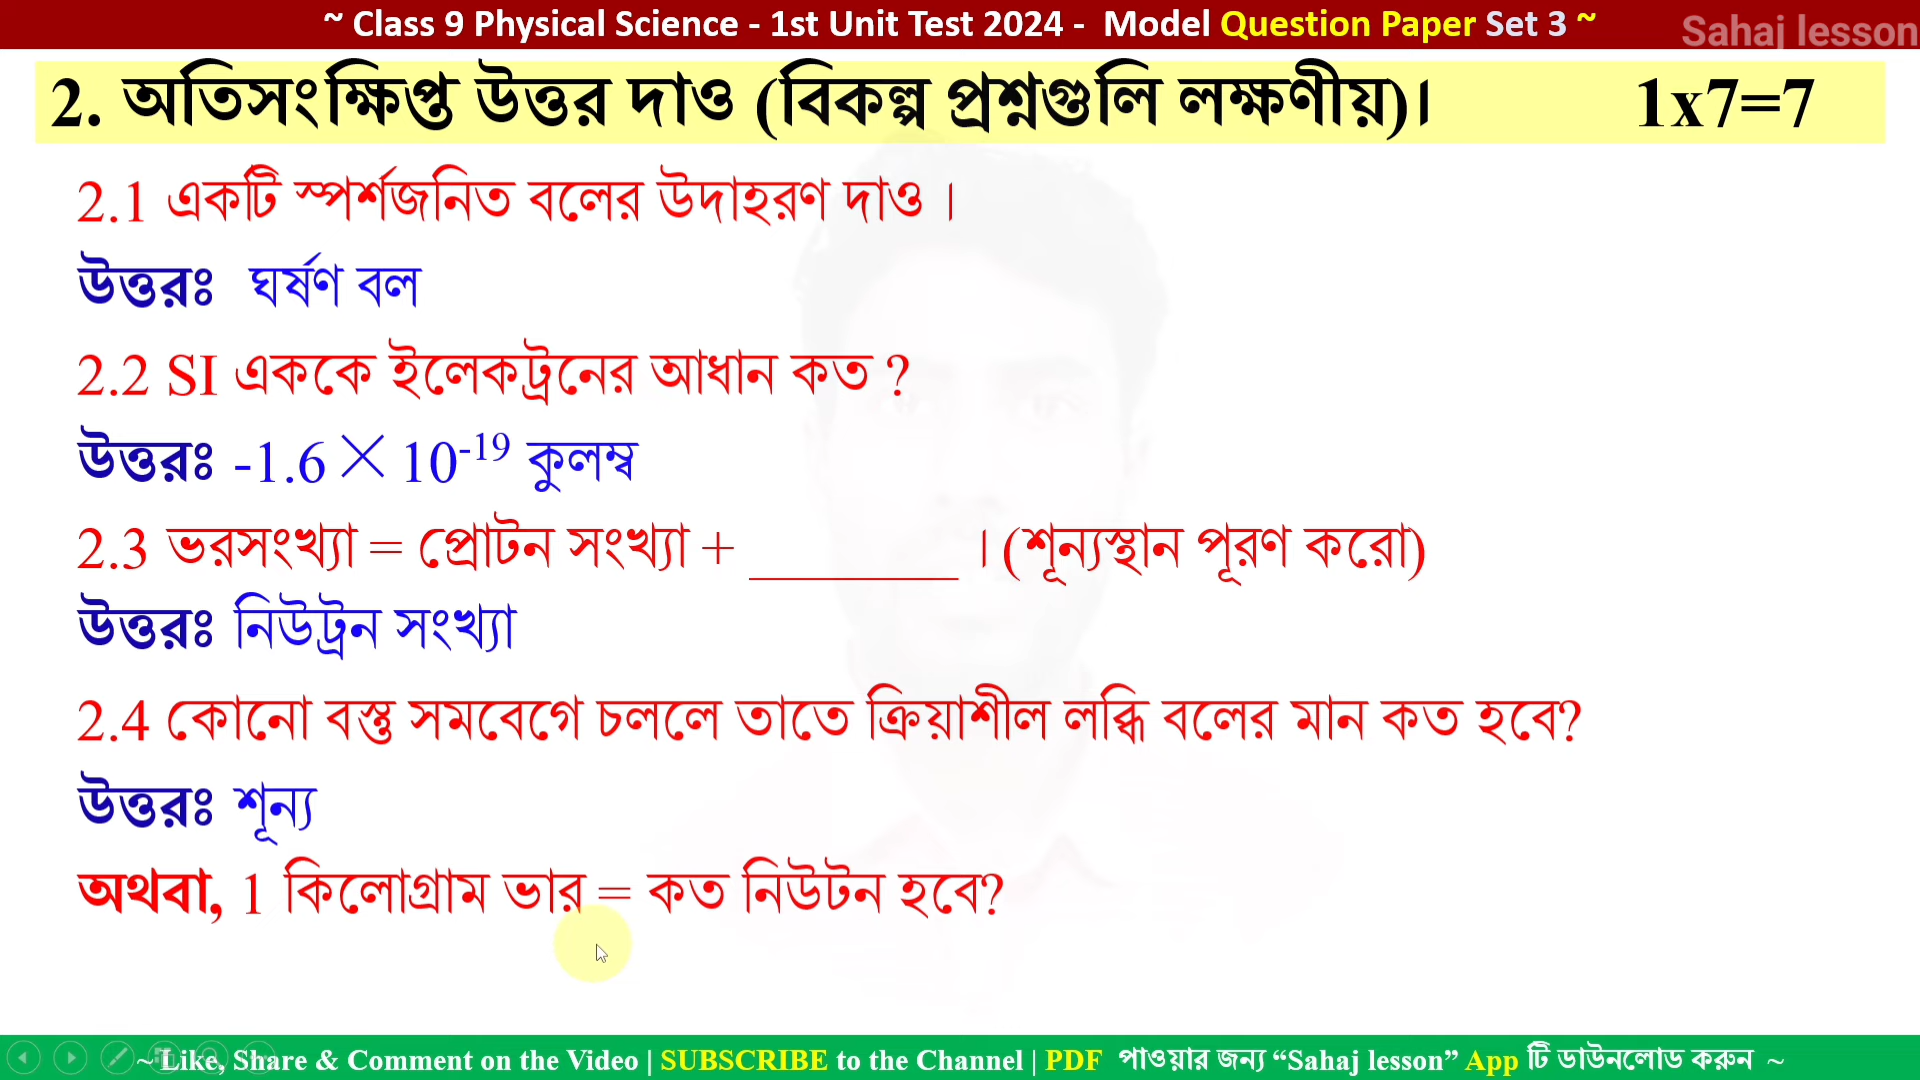 ~ Class 9 Physical Science - 1st Unit Test 2024 - Model Question Paper Set 3 ~
Sahaj lesson
2. অতিসংক্ষিপ্ত উত্তর দাও (বিকল্প প্রশ্নগুলি লক্ষণীয়)। 1x7=7
2.1 একটি স্পর্শজনিত বলের উদাহরণ দাও ।
উত্তরঃ ঘর্ষণ বল
2.2 SI এককে ইলেকট্রনের আধান কত ?
উত্তরঃ -1.6 × 10⁻¹⁹ কুলম্ব
2.3 ভরসংখ্যা = প্রোটন সংখ্যা + _______ । (শূন্যস্থান পূরণ করো)
উত্তরঃ নিউট্রন সংখ্যা
2.4 কোনো বস্তু সমবেগে চললে তাতে ক্রিয়াশীল লব্ধি বলের মান কত হবে?
উত্তরঃ শূন্য
অথবা, 1 কিলোগ্রাম ভার = কত নিউটন হবে?
~ Like, Share & Comment on the Video | SUBSCRIBE to the Channel | PDF পাওয়ার জন্য “Sahaj lesson” App টি ডাউনলোড করুন ~